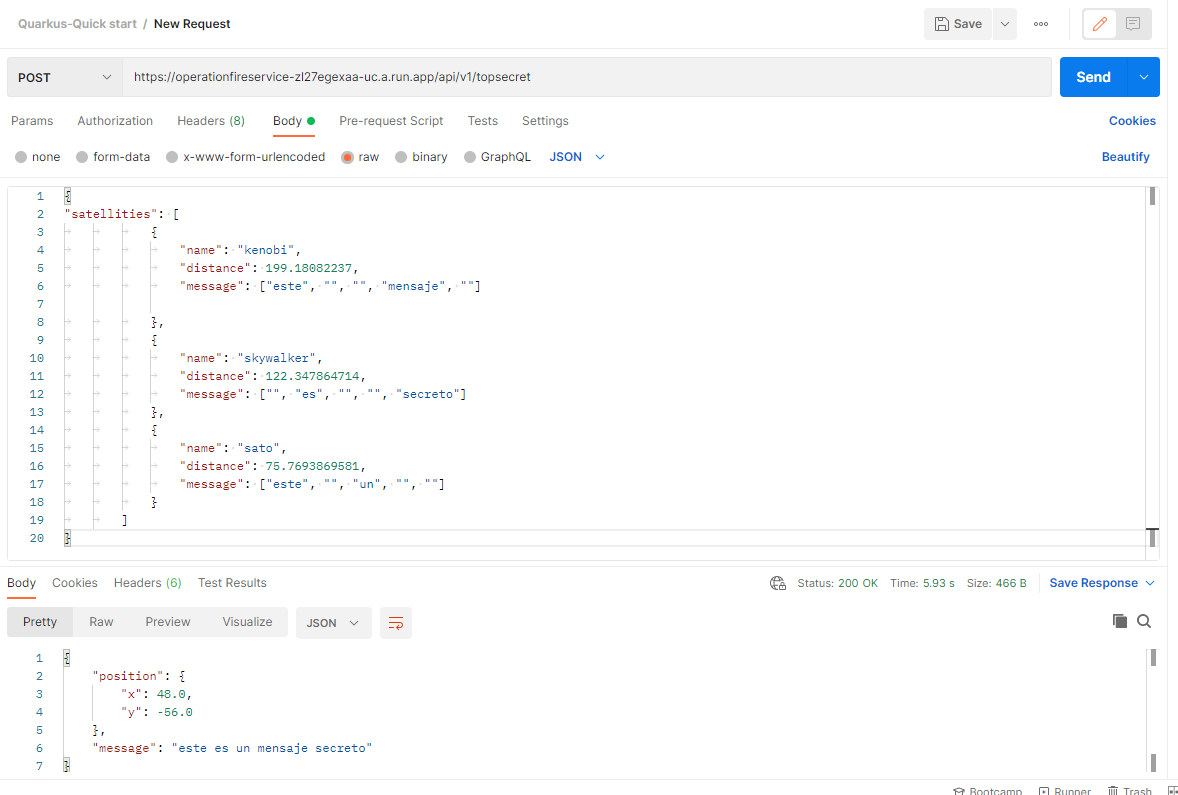 Quarkus-Quick start / New Request
Save
POST
https://operationfireservice-zl27egexaa-uc.a.run.app/api/v1/topsecret
Send
Params Authorization Headers (8) Body Pre-request Script Tests Settings Cookies
none form-data x-www-form-urlencoded raw binary GraphQL JSON Beautify
1 {
2 "satellities": [
3 {
4 "name": "kenobi",
5 "distance": 199.18082237,
6 "message": ["este", "", "", "mensaje", ""]
7
8 },
9 {
10 "name": "skywalker",
11 "distance": 122.347864714,
12 "message": ["", "es", "", "", "secreto"]
13 },
14 {
15 "name": "sato",
16 "distance": 75.7693869581,
17 "message": ["este", "", "un", "", ""]
18 }
19 ]
20 }
Body Cookies Headers (6) Test Results Status: 200 OK Time: 5.93 s Size: 466 B Save Response
Pretty Raw Preview Visualize JSON
1 {
2 "position": {
3 "x": 48.0,
4 "y": -56.0
5 },
6 "message": "este es un mensaje secreto"
7 }
Bootcamp Runner Trash